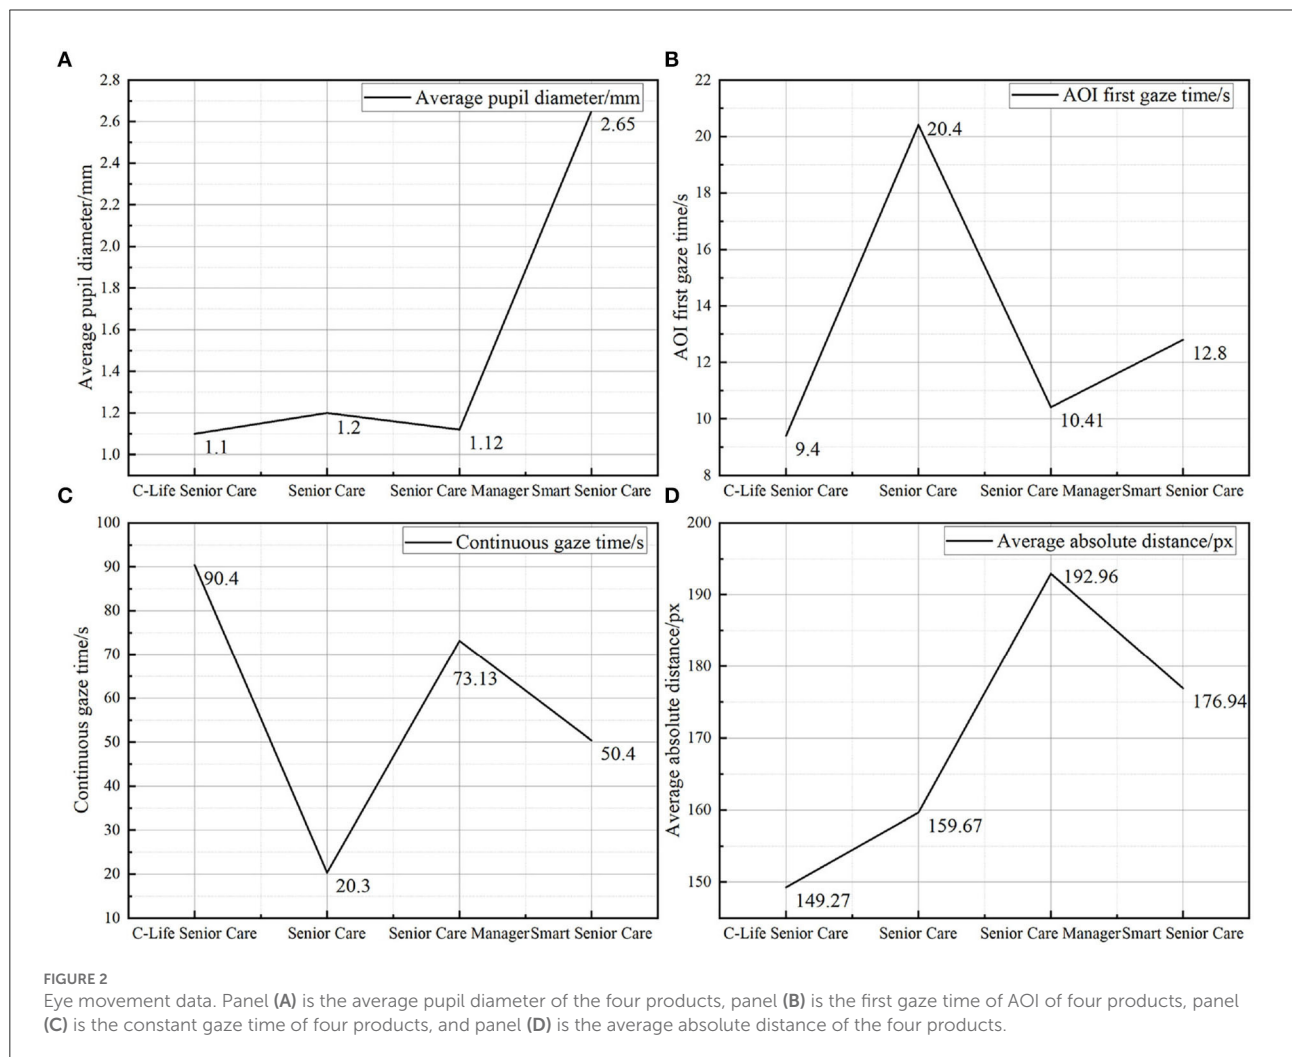 A
Average pupil diameter/mm
2.8
2.6
2.4
2.2
2.0
1.8
1.6
1.4
1.2
1.0
Average pupil diameter/mm
1.1
1.2
1.12
2.65
C-Life Senior Care
Senior Care
Senior Care Manager
Smart Senior Care
B
AOI first gaze time/s
22
20
18
16
14
12
10
8
AOI first gaze time/s
9.4
20.4
10.41
12.8
C-Life Senior Care
Senior Care
Senior Care Manager
Smart Senior Care
C
Continuous gaze time/s
100
90
80
70
60
50
40
30
20
10
Continuous gaze time/s
90.4
20.3
73.13
50.4
C-Life Senior Care
Senior Care
Senior Care Manager
Smart Senior Care
D
Average absolute distance/px
200
190
180
170
160
150
Average absolute distance/px
149.27
159.67
192.96
176.94
C-Life Senior Care
Senior Care
Senior Care Manager
Smart Senior Care
FIGURE 2
Eye movement data. Panel (A) is the average pupil diameter of the four products, panel (B) is the first gaze time of AOI of four products, panel
(C) is the constant gaze time of four products, and panel (D) is the average absolute distance of the four products.